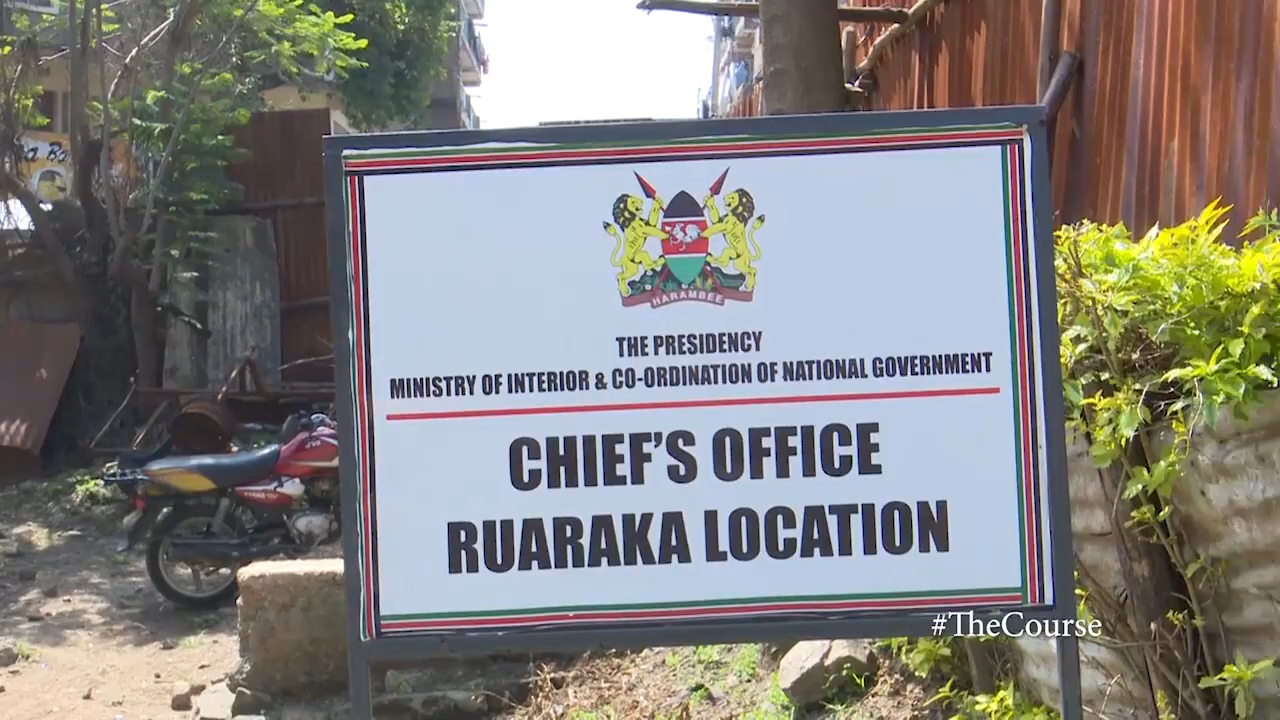 HARAMBEE
THE PRESIDENCY
MINISTRY OF INTERIOR & CO-ORDINATION OF NATIONAL GOVERNMENT
CHIEF'S OFFICE
RUARAKA LOCATION
#TheCourse